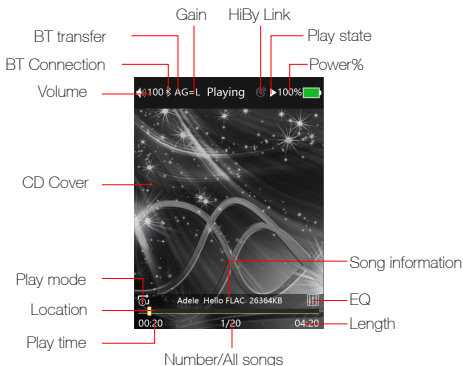 Gain
HiBy Link
BT transfer
Play state
BT Connection
Power%
Volume
100 AG=L Playing 100%
CD Cover
Song information
Play mode
Adele Hello FLAC 26364KB
EQ
Location
00:20 1/20 04:20
Length
Play time
Number/All songs